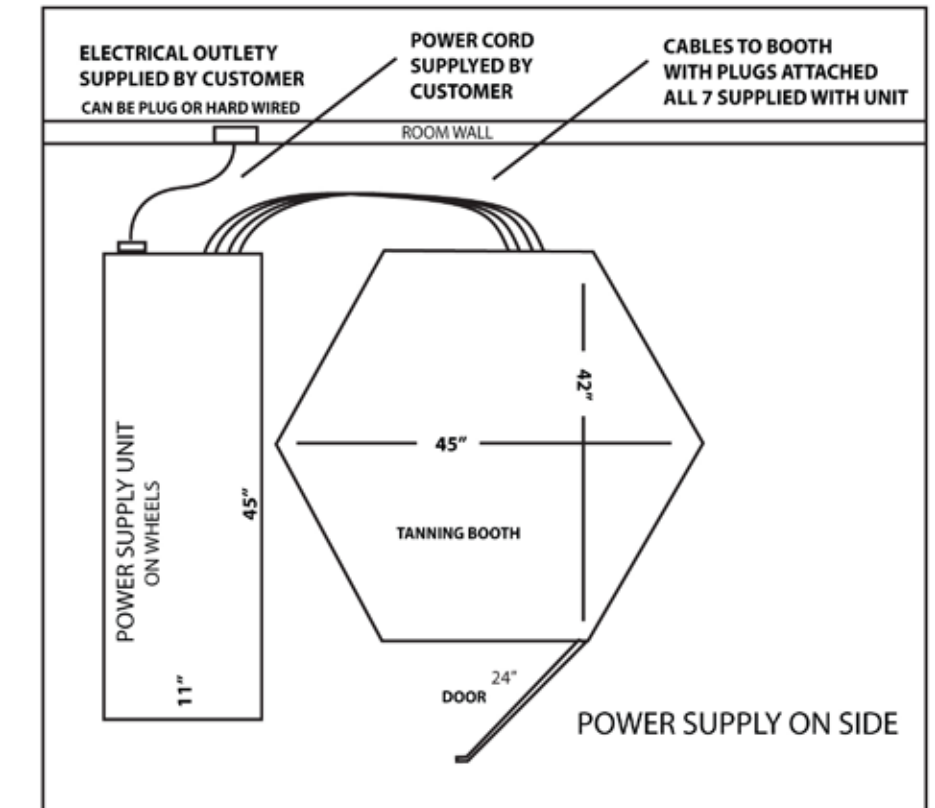 ELECTRICAL OUTLETY
SUPPLIED BY CUSTOMER
CAN BE PLUG OR HARD WIRED
POWER CORD
SUPPLYED BY
CUSTOMER
CABLES TO BOOTH
WITH PLUGS ATTACHED
ALL 7 SUPPLIED WITH UNIT
ROOM WALL
POWER SUPPLY UNIT
ON WHEELS
45”
11”
42”
45”
TANNING BOOTH
24”
DOOR
POWER SUPPLY ON SIDE